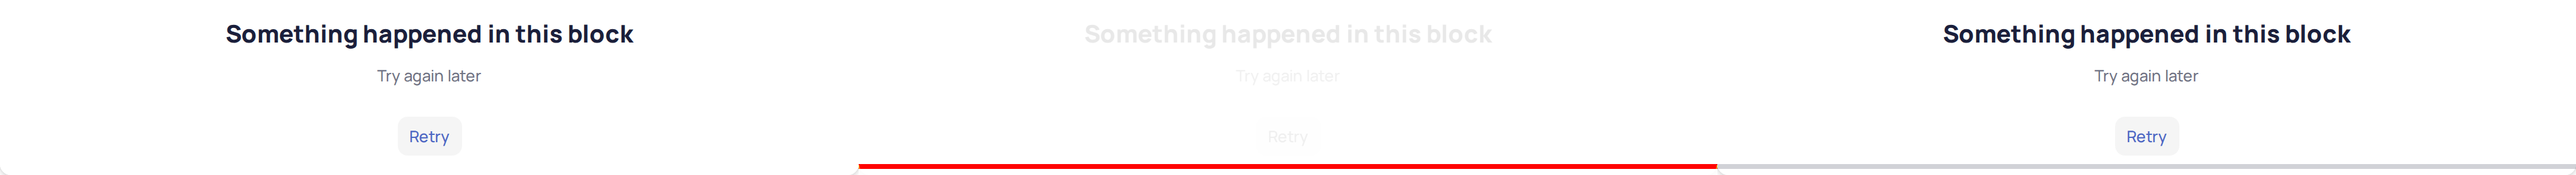 Something happened in this block
Try again later
Retry
Something happened in this block
Try again later
Retry
Something happened in this block
Try again later
Retry